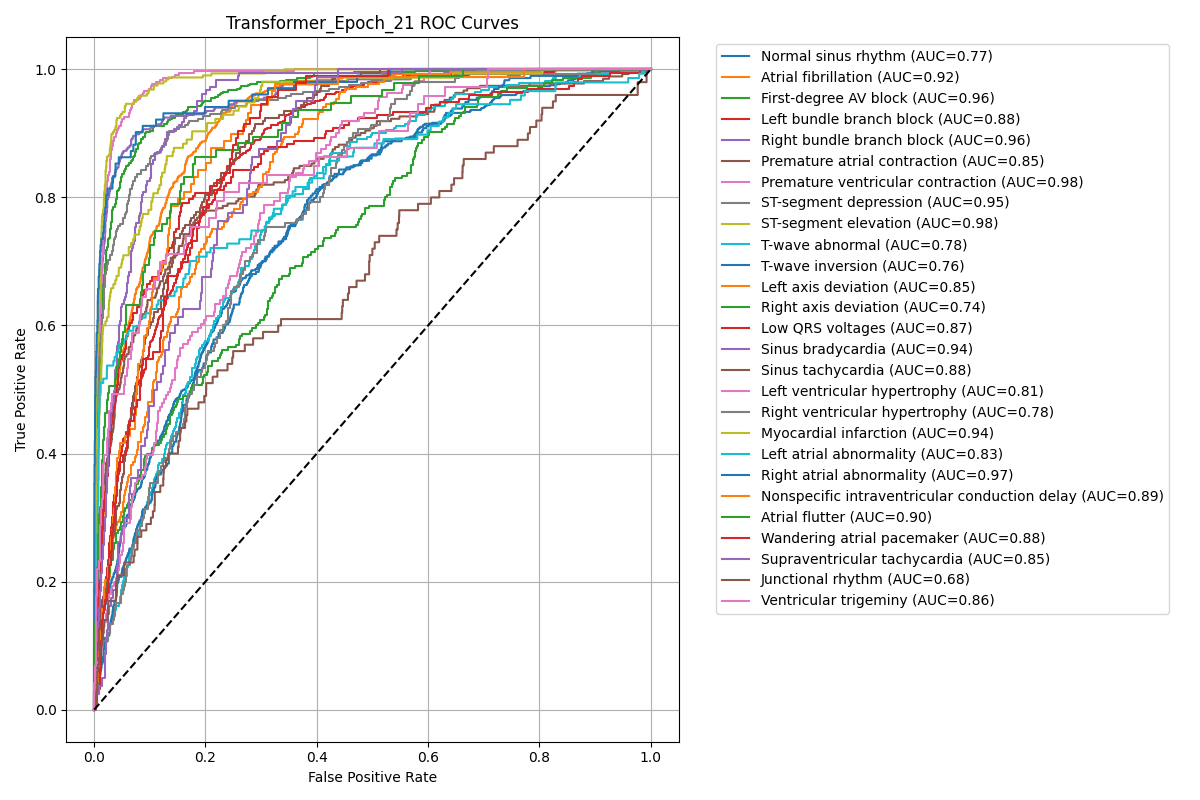 Transformer_Epoch_21 ROC Curves
1.0
0.8
0.6
0.4
0.2
0.0
True Positive Rate
0.0 0.2 0.4 0.6 0.8 1.0
False Positive Rate
Normal sinus rhythm (AUC=0.77)
Atrial fibrillation (AUC=0.92)
First-degree AV block (AUC=0.96)
Left bundle branch block (AUC=0.88)
Right bundle branch block (AUC=0.96)
Premature atrial contraction (AUC=0.85)
Premature ventricular contraction (AUC=0.98)
ST-segment depression (AUC=0.95)
ST-segment elevation (AUC=0.98)
T-wave abnormal (AUC=0.78)
T-wave inversion (AUC=0.76)
Left axis deviation (AUC=0.85)
Right axis deviation (AUC=0.74)
Low QRS voltages (AUC=0.87)
Sinus bradycardia (AUC=0.94)
Sinus tachycardia (AUC=0.88)
Left ventricular hypertrophy (AUC=0.81)
Right ventricular hypertrophy (AUC=0.78)
Myocardial infarction (AUC=0.94)
Left atrial abnormality (AUC=0.83)
Right atrial abnormality (AUC=0.97)
Nonspecific intraventricular conduction delay (AUC=0.89)
Atrial flutter (AUC=0.90)
Wandering atrial pacemaker (AUC=0.88)
Supraventricular tachycardia (AUC=0.85)
Junctional rhythm (AUC=0.68)
Ventricular trigeminy (AUC=0.86)